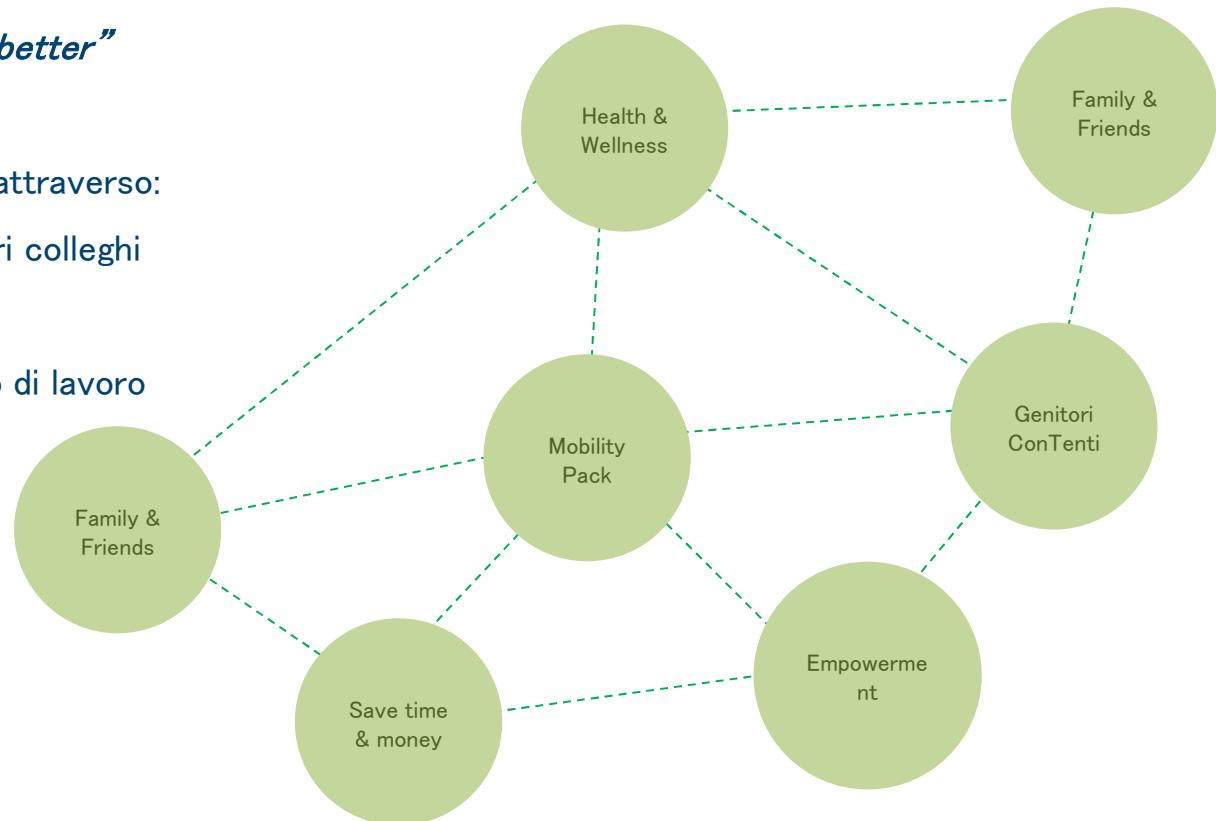 better”
attraverso:
ri colleghi
di lavoro
Health &
Wellness
Family &
Friends
Genitori
ConTenti
Mobility
Pack
Family &
Friends
Empowerme
nt
Save time
& money